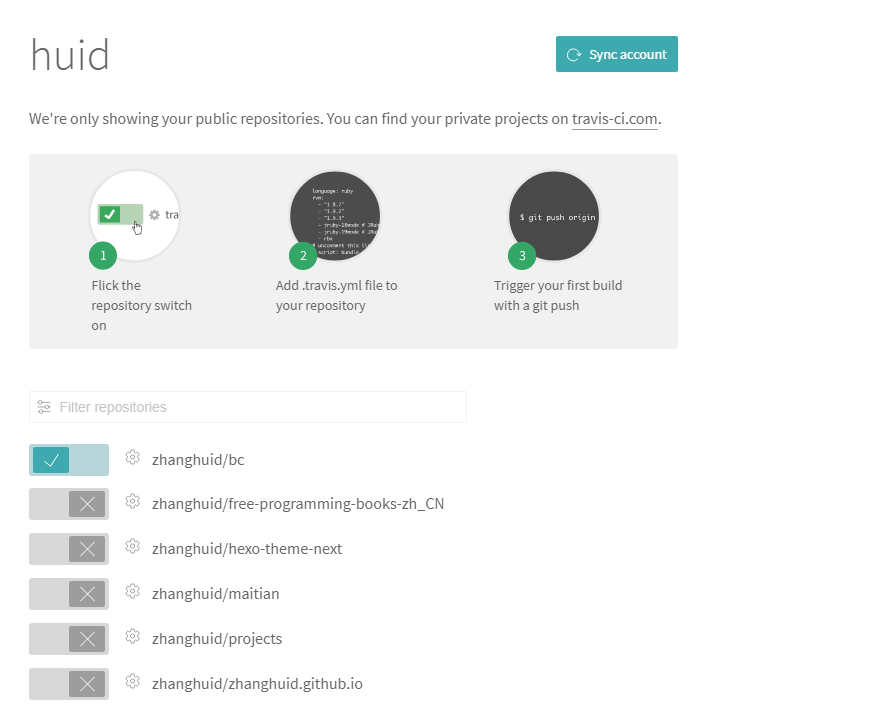 huid
Sync account
We're only showing your public repositories. You can find your private projects on travis-ci.com.
tra
language: ruby
rvm:
- "1.8.7"
- "1.9.2"
- "1.9.3"
- jruby-18mode # JRu
- jruby-19mode # JR
- rbx
# uncomment this li
script: bundle
$ git push origin
1
2
3
Flick the
repository switch
on
Add .travis.yml file to
your repository
Trigger your first build
with a git push
Filter repositories
zhanghuid/bc
zhanghuid/free-programming-books-zh_CN
zhanghuid/hexo-theme-next
zhanghuid/maitian
zhanghuid/projects
zhanghuid/zhanghuid.github.io